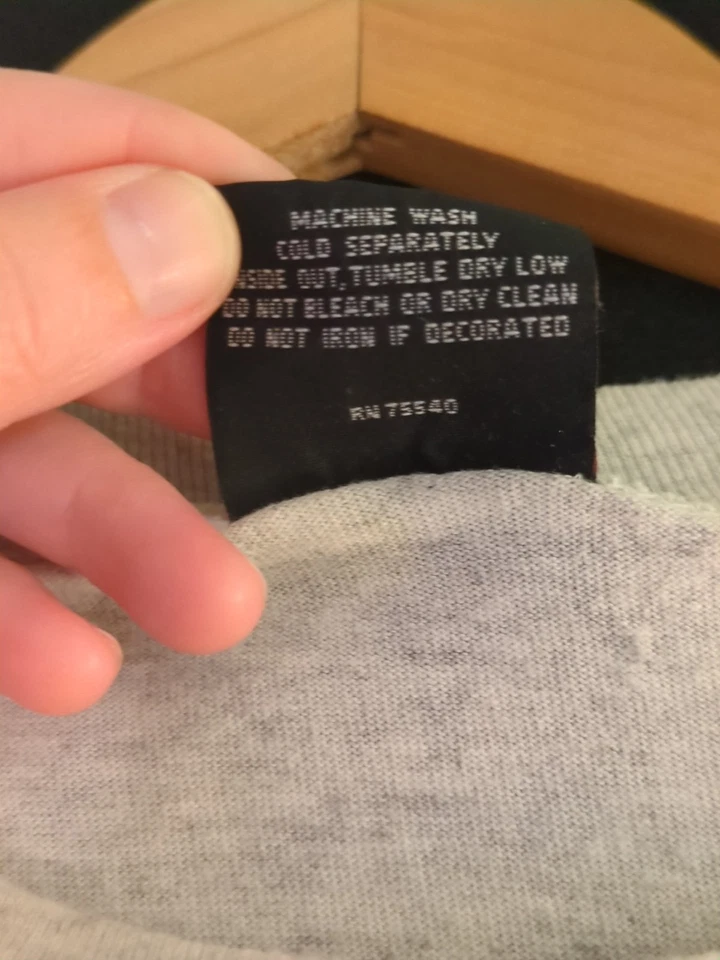 MACHINE WASH
COLD SEPARATELY
INSIDE OUT, TUMBLE DRY LOW
DO NOT BLEACH OR DRY CLEAN
DO NOT IRON IF DECORATED
RN 75540